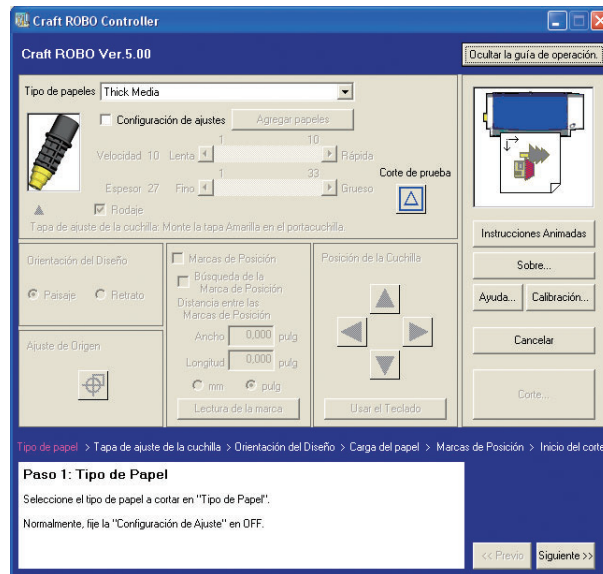 Craft ROBO Controller
Craft ROBO Ver.5.00
Ocultar la guía de operación.
Tipo de papeles Thick Media
Configuración de ajustes Agregar papeles
1 10
Velocidad 10 Lenta Rápida
1 33
Espesor 27 Fino Grueso
Corte de prueba
Rodaje
Tapa de ajuste de la cuchilla: Monte la tapa Amarilla en el portacuchilla.
Orientación del Diseño
Paisaje Retrato
Ajuste de Origen
Marcas de Posición
Búsqueda de la
Marca de Posición
Distancia entre las
Marcas de Posición
Ancho 0,000 pulg
Longitud 0,000 pulg
mm pulg
Lectura de la marca
Posición de la Cuchilla
Usar el Teclado
Instrucciones Animadas
Sobre...
Ayuda... Calibración...
Cancelar
Corte...
Tipo de papel > Tapa de ajuste de la cuchilla > Orientación del Diseño > Carga del papel > Marcas de Posición > Inicio del corte
Paso 1: Tipo de Papel
Seleccione el tipo de papel a cortar en "Tipo de Papel".
Normalmente, fije la "Configuración de Ajuste" en OFF.
<< Previo Siguiente >>